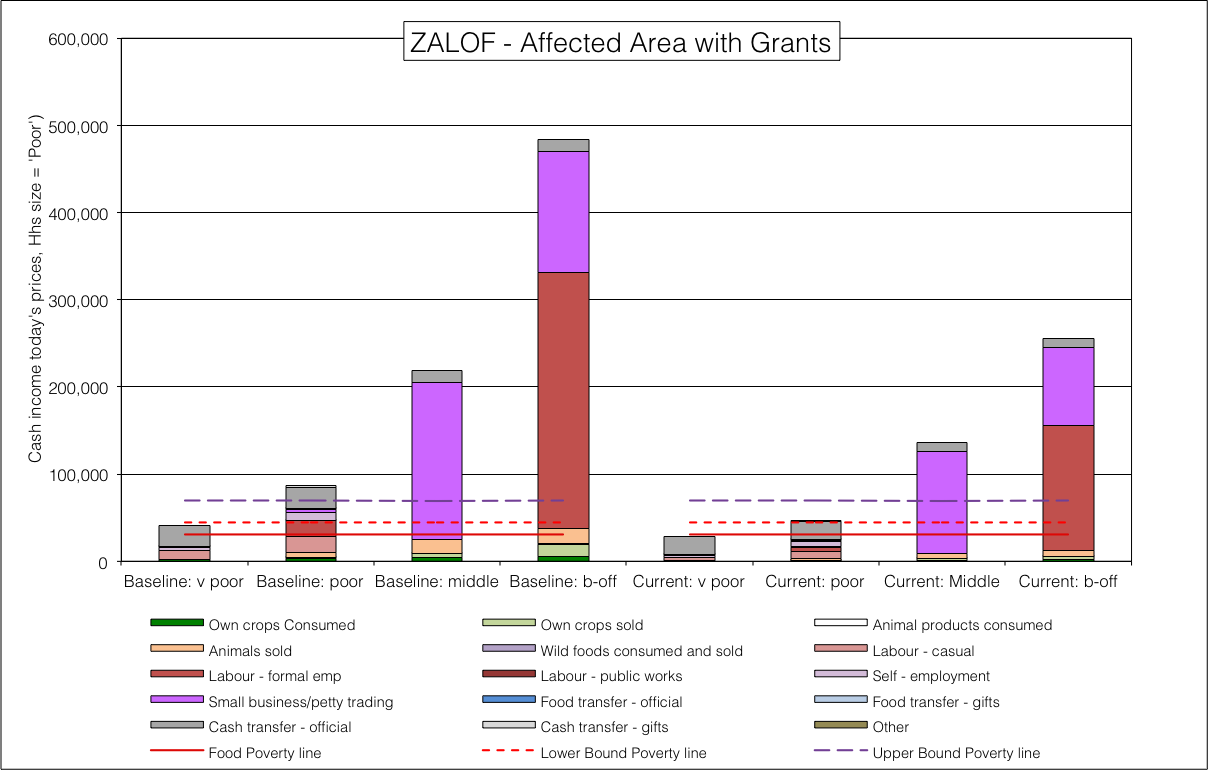 ZALOF - Affected Area with Grants
Cash income today's prices, Hhs size = 'Poor')
600,000
500,000
400,000
300,000
200,000
100,000
0
Baseline: v poor
Baseline: poor
Baseline: middle
Baseline: b-off
Current: v poor
Current: poor
Current: Middle
Current: b-off
Own crops Consumed
Own crops sold
Animal products consumed
Animals sold
Wild foods consumed and sold
Labour - casual
Labour - formal emp
Labour - public works
Self - employment
Small business/petty trading
Food transfer - official
Food transfer - gifts
Cash transfer - official
Cash transfer - gifts
Other
Food Poverty line
Lower Bound Poverty line
Upper Bound Poverty line